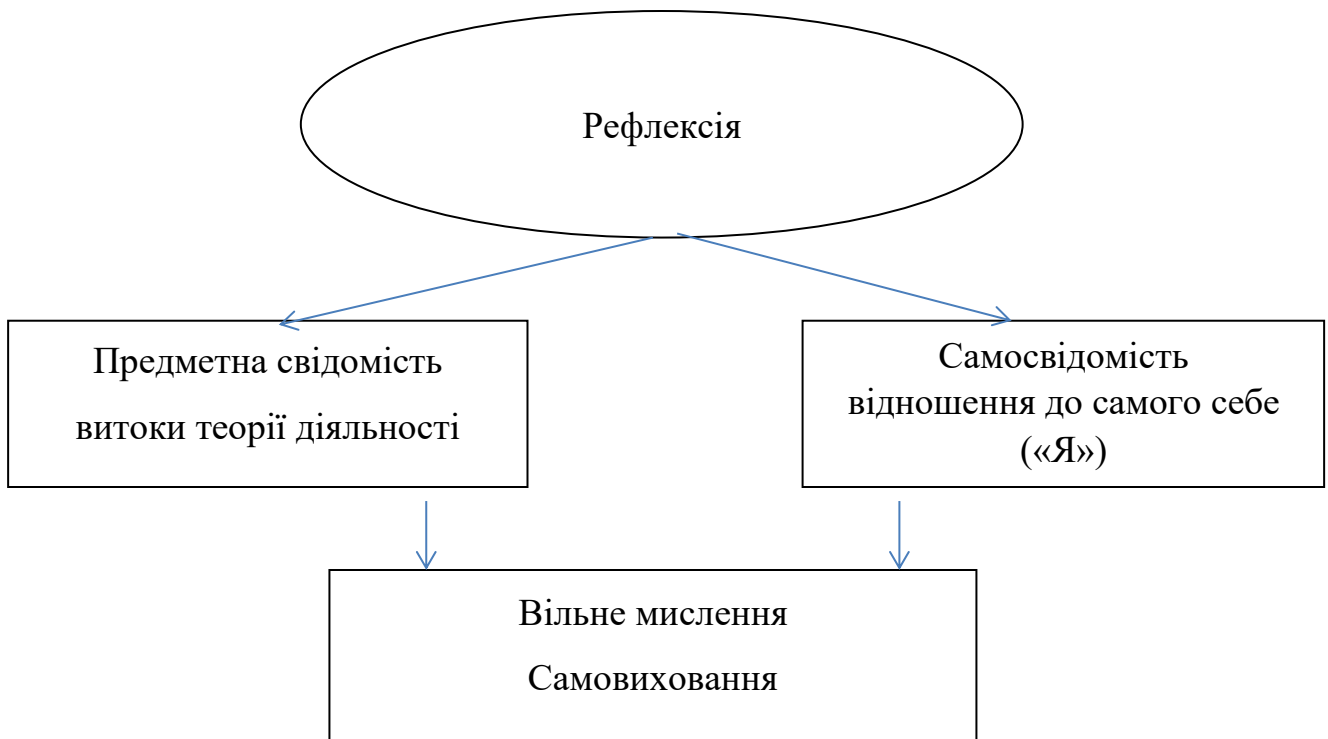 Рефлексія
Предметна свідомість
витоки теорії діяльності
Самосвідомість
відношення до самого себе
(«Я»)
Вільне мислення
Самовиховання